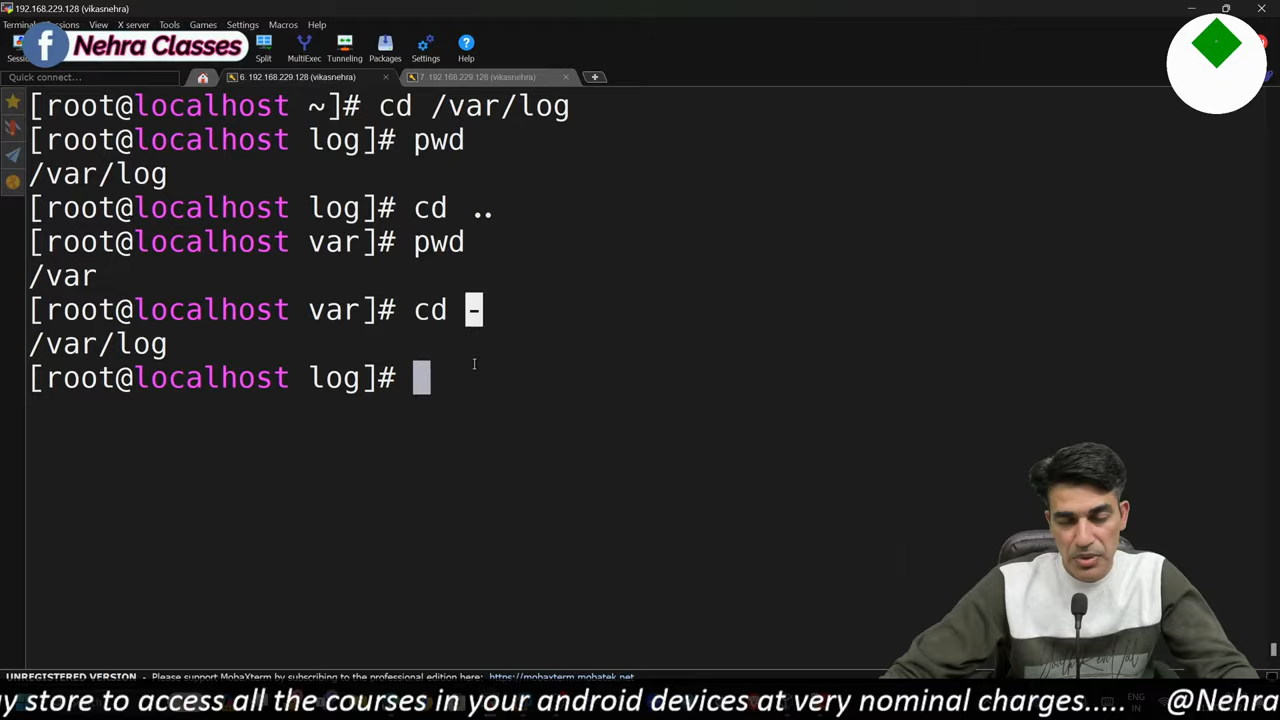 192.168.229.128 (vikasnehra)
Terminal Sessions View X server Tools Games Settings Macros Help
Nehra Classes
Split MultiExec Tunneling Packages Settings Help
Quick connect...
6. 192.168.229.128 (vikasnehra)
7. 192.168.229.128 (vikasnehra)
[root@localhost ~]# cd /var/log
[root@localhost log]# pwd
/var/log
[root@localhost log]# cd ..
[root@localhost var]# pwd
/var
[root@localhost var]# cd -
/var/log
[root@localhost log]#
UNREGISTERED VERSION - Please support MobaXterm by subscribing to the professional edition here: https://mobaxterm.mobatek.net
y store to access all the courses in your android devices at very nominal charges..... @Nehra
ENG
IN